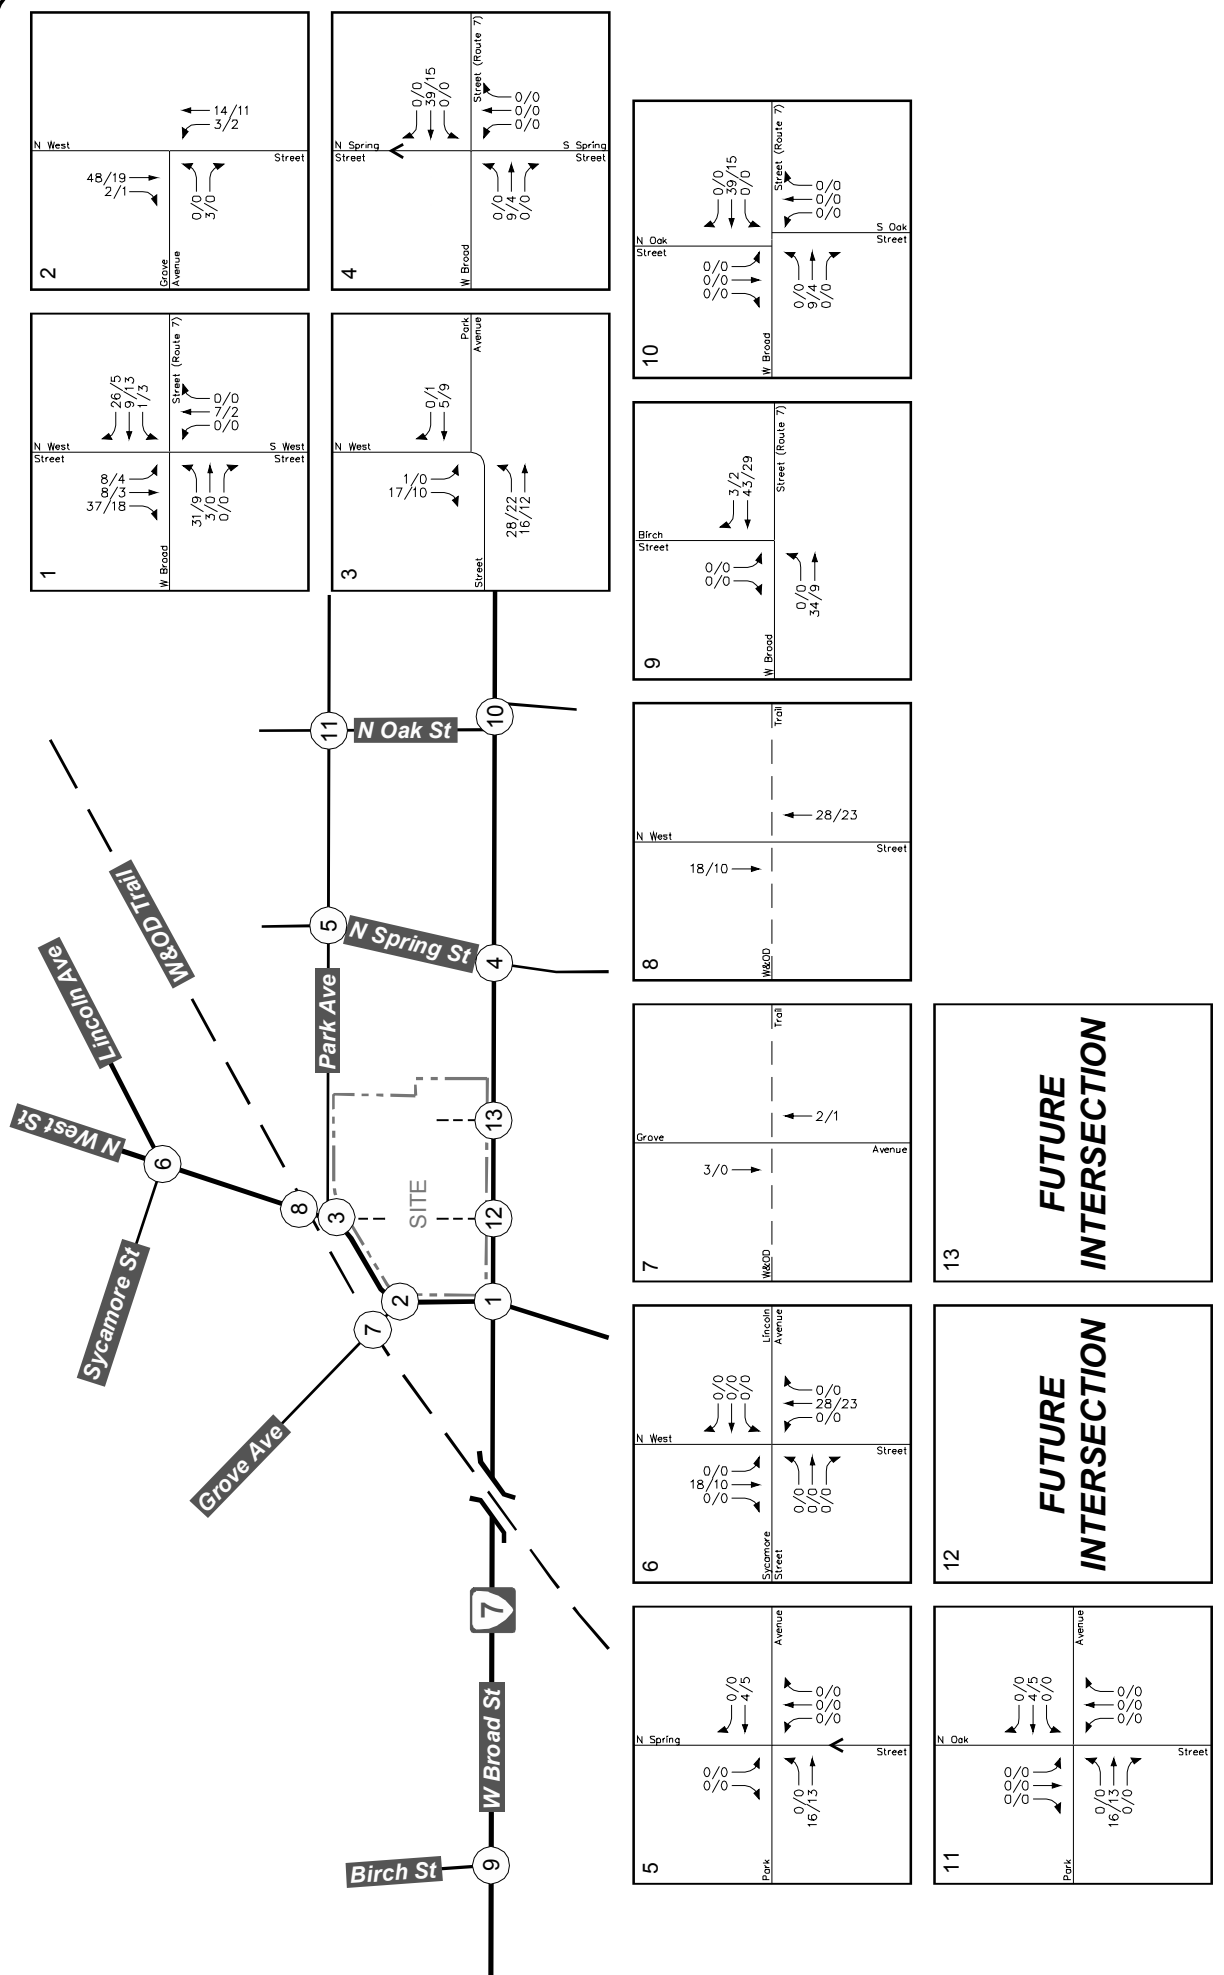 2
N West
Street
Grove
Avenue
14/11
3/2
48/19
2/1
0/0
3/0
4
N Spring
Street
S Spring
Street
W Broad
Street (Route 7)
0/0
39/15
0/0
0/0
0/0
0/0
0/0
9/4
0/0
1
N West
Street
S West
Street
W Broad
Street (Route 7)
26/5
9/13
1/3
0/0
7/2
0/0
8/4
8/3
37/18
31/9
3/0
0/0
3
N West
Street
Park
Avenue
0/1
5/9
1/0
17/10
28/22
16/12
10
N Oak
Street
S Oak
Street
W Broad
Street (Route 7)
0/0
39/15
0/0
0/0
0/0
0/0
0/0
0/0
0/0
0/0
9/4
0/0
9
Birch
Street
W Broad
Street (Route 7)
3/2
43/29
0/0
0/0
0/0
34/9
8
N West
Street
W&OD
Trail
28/23
18/10
7
Grove
Avenue
W&OD
Trail
2/1
3/0
6
N West
Street
Sycamore
Street
Lincoln
Avenue
0/0
0/0
0/0
0/0
28/23
0/0
0/0
18/10
0/0
0/0
0/0
0/0
5
N Spring
Street
Park
Avenue
0/0
4/5
0/0
0/0
0/0
0/0
0/0
0/0
16/13
11
N Oak
Street
Park
Avenue
0/0
4/5
0/0
0/0
0/0
0/0
0/0
0/0
0/0
0/0
16/13
0/0
12
FUTURE
INTERSECTION
13
FUTURE
INTERSECTION
N Oak St
11
10
W&OD Trail
Lincoln Ave
N West St
Park Ave
N Spring St
5
4
6
8
3
SITE
13
12
Sycamore St
2
7
1
Grove Ave
7
W Broad St
Birch St
9